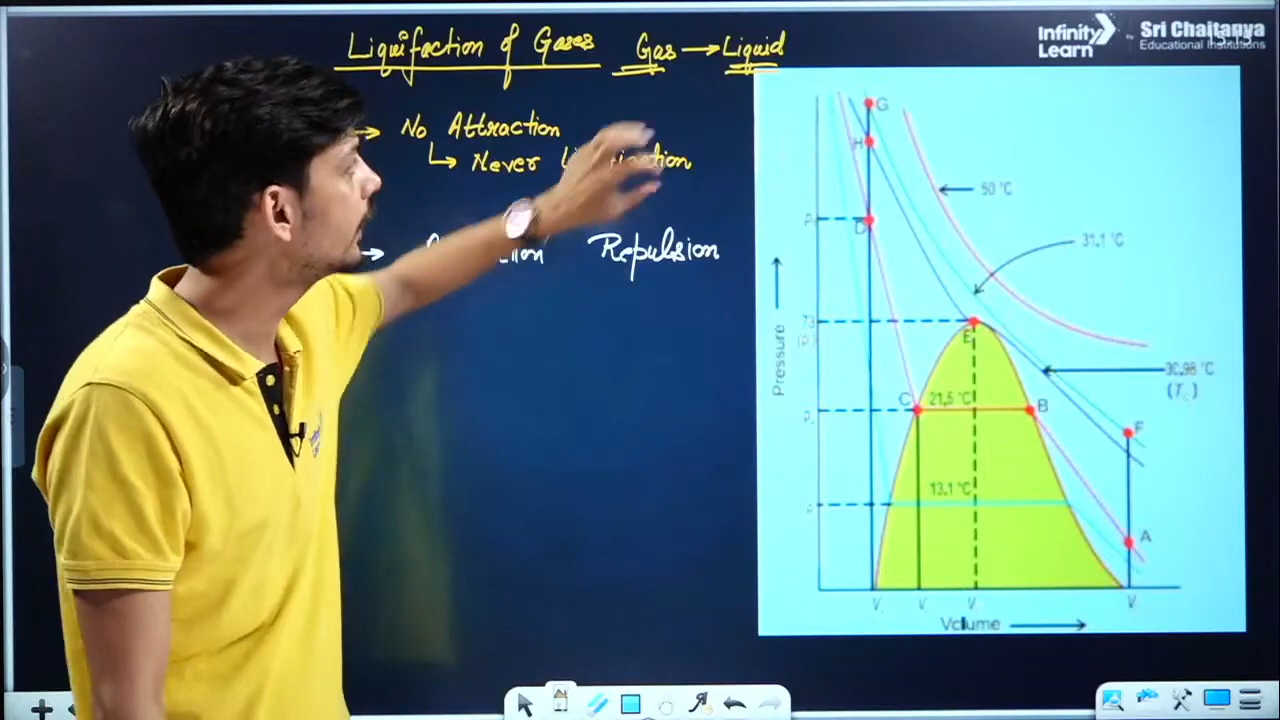 Liquifaction of Gases Gas → Liquid
Infinity Learn
by Sri Chaitanya
Educational Institutions
→ No Attraction
↳ Never
→ Repulsion
G
H
50 °C
D
31.1 °C
Pressure →
E
30.98 °C
(Tc)
C 21.5 °C B
F
13.1 °C
A
Volume →